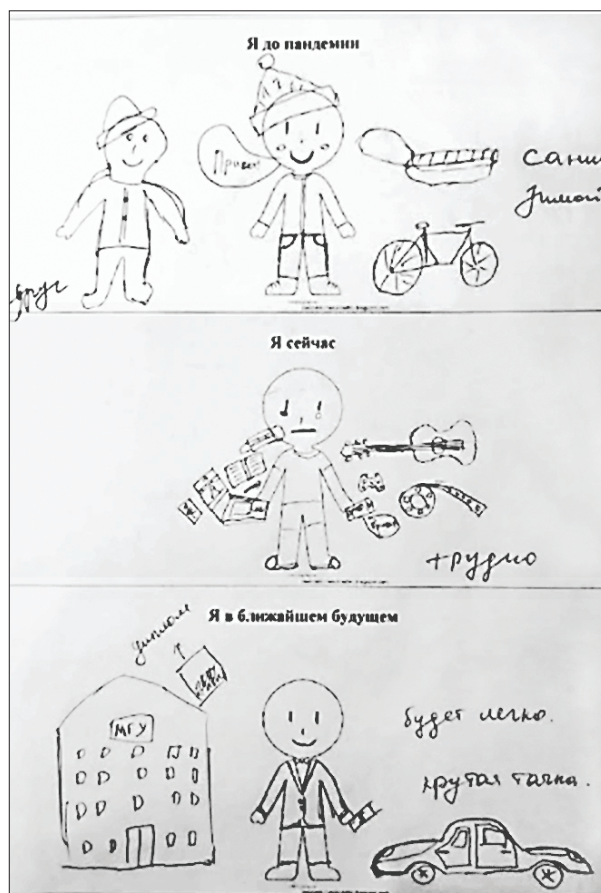 Я до пандемии
Привет
сани
зимой
друг
Я сейчас
трудно
Я в ближайшем будущем
диплом
МГУ
будет легко.
крутая тачка.